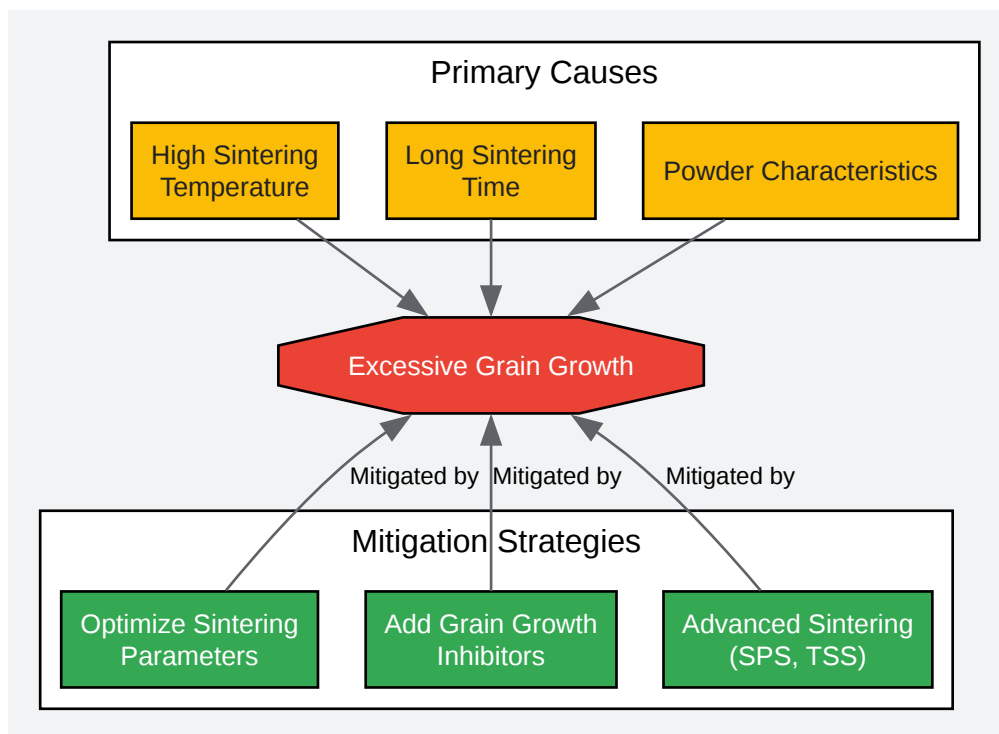 Primary Causes
High Sintering
Temperature
Long Sintering
Time
Powder Characteristics
Excessive Grain Growth
Mitigated by
Mitigated by
Mitigated by
Mitigation Strategies
Optimize Sintering
Parameters
Add Grain Growth
Inhibitors
Advanced Sintering
(SPS, TSS)